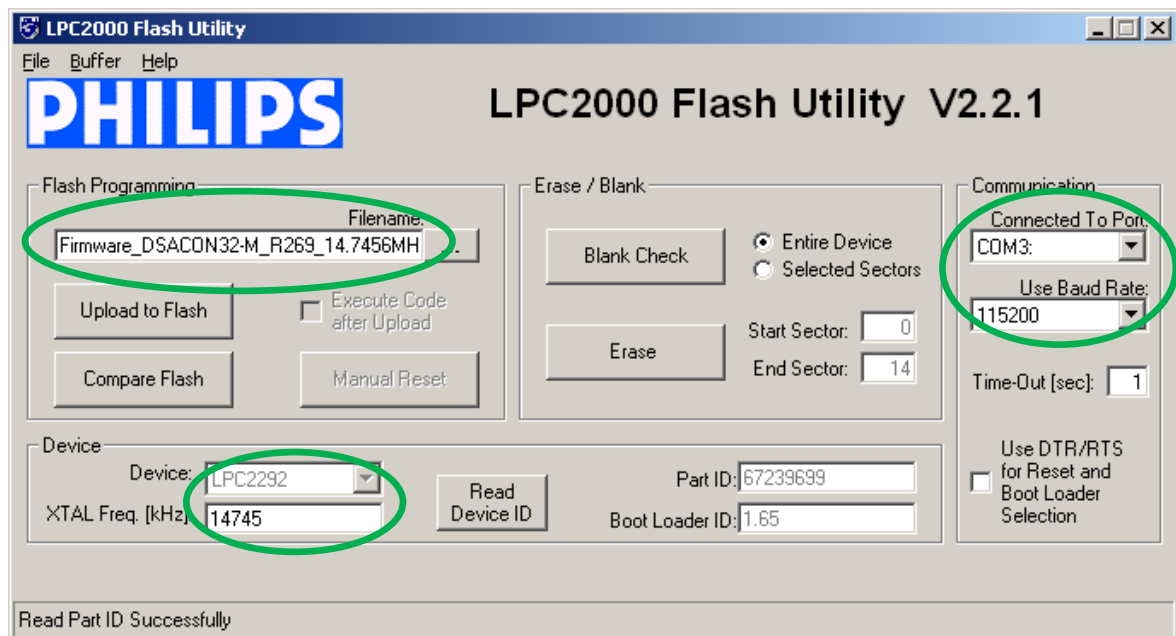 LPC2000 Flash Utility
File Buffer Help
PHILIPS
LPC2000 Flash Utility V2.2.1
Flash Programming
Filename:
Firmware_DSACON32-M_R269_14.7456MH
...
Upload to Flash
Execute Code
after Upload
Compare Flash
Manual Reset
Erase / Blank
Blank Check
Entire Device
Selected Sectors
Erase
Start Sector: 0
End Sector: 14
Communication
Connected To Port:
COM3:
Use Baud Rate:
115200
Time-Out [sec]: 1
Use DTR/RTS
for Reset and
Boot Loader
Selection
Device
Device: LPC2292
XTAL Freq. [kHz] 14745
Read
Device ID
Part ID: 67239699
Boot Loader ID: 1.65
Read Part ID Successfully